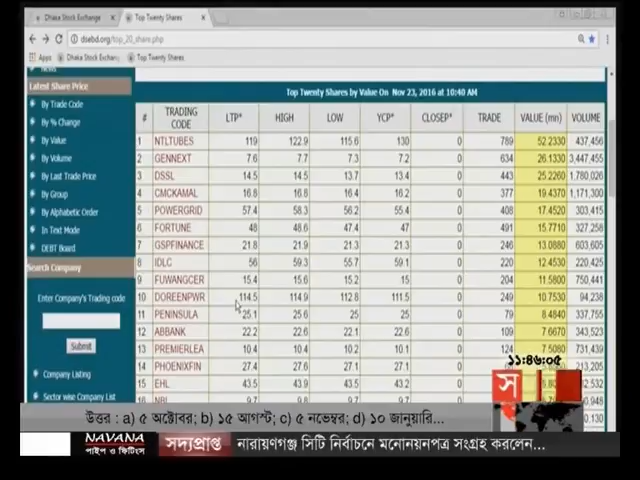 Dhaka Stock Exchange
Top Twenty Shares
dsebd.org/top_20_share.php
Apps
Dhaka Stock Exchang
Top Twenty Shares
News
Latest Share Price
By Trade Code
By % Change
By Value
By Volume
By Last Trade Price
By Group
By Alphabetic Order
In Text Mode
DEBT Board
Search Company
Enter Company's Trading code
Submit
Company Listing
Sector wise Company List
Top Twenty Shares by Value On Nov 23, 2016 at 10:40 AM
# TRADING CODE LTP* HIGH LOW YCP* CLOSEP* TRADE VALUE (mn) VOLUME
1 NTLTUBES 119 122.9 115.6 130 0 789 52.2330 437,456
2 GENNEXT 7.6 7.7 7.3 7.2 0 634 26.1330 3,447,455
3 DSSL 14.5 14.5 13.7 13.4 0 443 25.2260 1,780,026
4 CMCKAMAL 16.8 16.8 16.4 16.2 0 377 19.4370 1,171,300
5 POWERGRID 57.4 58.3 56.2 55.4 0 408 17.4520 303,415
6 FORTUNE 48 48.6 47.4 47 0 491 15.7710 327,258
7 GSPFINANCE 21.8 21.9 21.3 21.3 0 246 13.0880 603,605
8 IDLC 56 59.3 55.7 59.1 0 232 12.4530 220,425
9 FUWANGCER 15.4 15.6 15.2 15 0 204 11.5800 750,441
10 DOREENPWR 114.5 114.9 112.8 111.5 0 249 10.7530 94,238
11 PENINSULA 25.1 25.6 25 25 0 79 8.4840 337,755
12 ABBANK 22.2 22.6 22.1 22.6 0 109 7.6670 343,523
13 PREMIERLEA 10.4 10.4 10.2 10.1 0 124 7.5080 731,439
14 PHOENIXFIN 27.4 27.6 27.1 27.1 0 213,205
15 EHL 43.5 43.9 43.5 43.2 0
16 NBL 9.7
১১:৪৬:০৫
স
উত্তর : a) ৫ অক্টোবর; b) ১৫ আগস্ট; c) ৫ নভেম্বর; d) ১০ জানুয়ারি...
NAVANA
পাইপ ও ফিটিংস
সদ্যপ্রাপ্ত
নারায়ণগঞ্জ সিটি নির্বাচনে মনোনয়নপত্র সংগ্রহ করলেন...